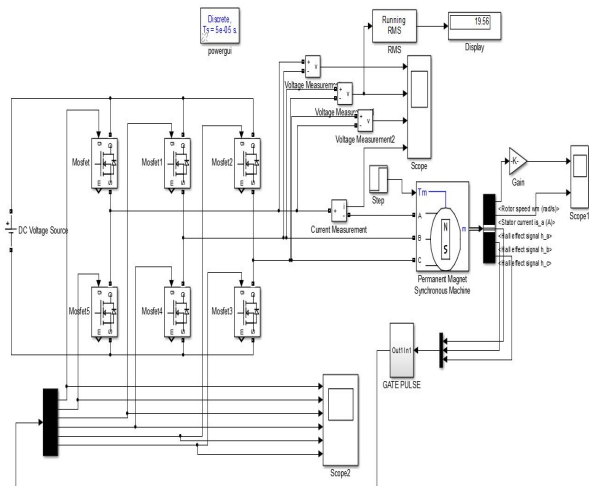 Discrete,
Ts = 5e-05 s.
powergui
Running
RMS
RMS
19.56
Display
+
-
v
Voltage Measurement
+
-
v
Voltage Measu
+
-
v
Voltage Measurement2
Scope
Mosfet
Mosfet1
Mosfet2
DC Voltage Source
Step
+
-
i
Current Measurement
Tm
A
B
C
N
S
m
Permanent Magnet
Synchronous Machine
-K-
Gain
Scope1
<Rotor speed wm (rad/s)>
<Stator current is_a (A)>
<Hall effect signal h_a>
<Hall effect signal h_b>
<Hall effect signal h_c>
Mosfet5
Mosfet4
Mosfet3
Out1 In1
GATE PULSE
Scope2